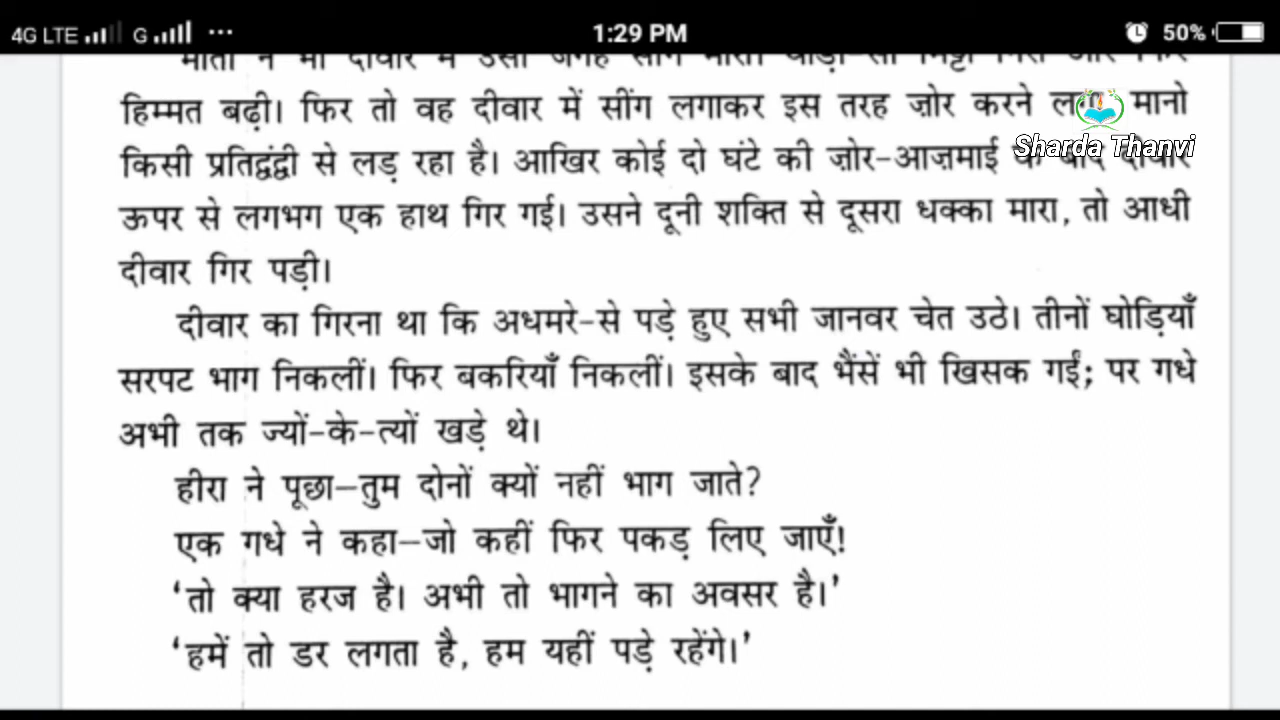 4G LTE G ... 1:29 PM 50%
हिम्मत बढ़ी। फिर तो वह दीवार में सींग लगाकर इस तरह ज़ोर करने लगा मानो
Sharda Thanvi
किसी प्रतिद्वंद्वी से लड़ रहा है। आखिर कोई दो घंटे की ज़ोर-आज़माई के बाद दीवार
ऊपर से लगभग एक हाथ गिर गई। उसने दूनी शक्ति से दूसरा धक्का मारा, तो आधी
दीवार गिर पड़ी।
दीवार का गिरना था कि अधमरे-से पड़े हुए सभी जानवर चेत उठे। तीनों घोड़ियाँ
सरपट भाग निकलीं। फिर बकरियाँ निकलीं। इसके बाद भैंसें भी खिसक गईं; पर गधे
अभी तक ज्यों-के-त्यों खड़े थे।
हीरा ने पूछा—तुम दोनों क्यों नहीं भाग जाते?
एक गधे ने कहा—जो कहीं फिर पकड़ लिए जाएँ!
‘तो क्या हरज है। अभी तो भागने का अवसर है।’
‘हमें तो डर लगता है, हम यहीं पड़े रहेंगे।’